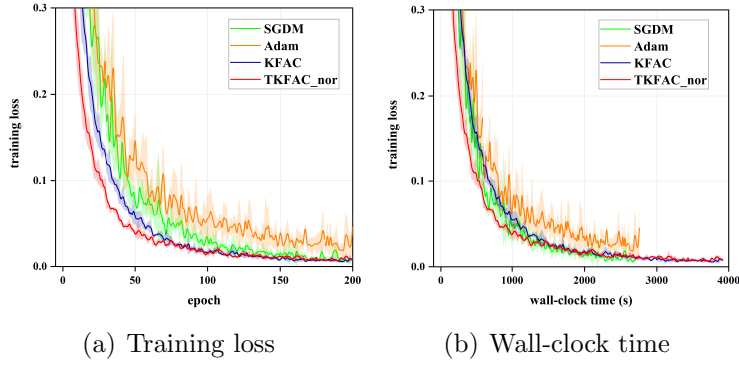 0.3
0.2
0.1
0.0
training loss
SGDM
Adam
KFAC
TKFAC_nor
0 50 100 150 200
epoch
(a) Training loss
0.3
0.2
0.1
0.0
training loss
SGDM
Adam
KFAC
TKFAC_nor
0 1000 2000 3000 4000
wall-clock time (s)
(b) Wall-clock time